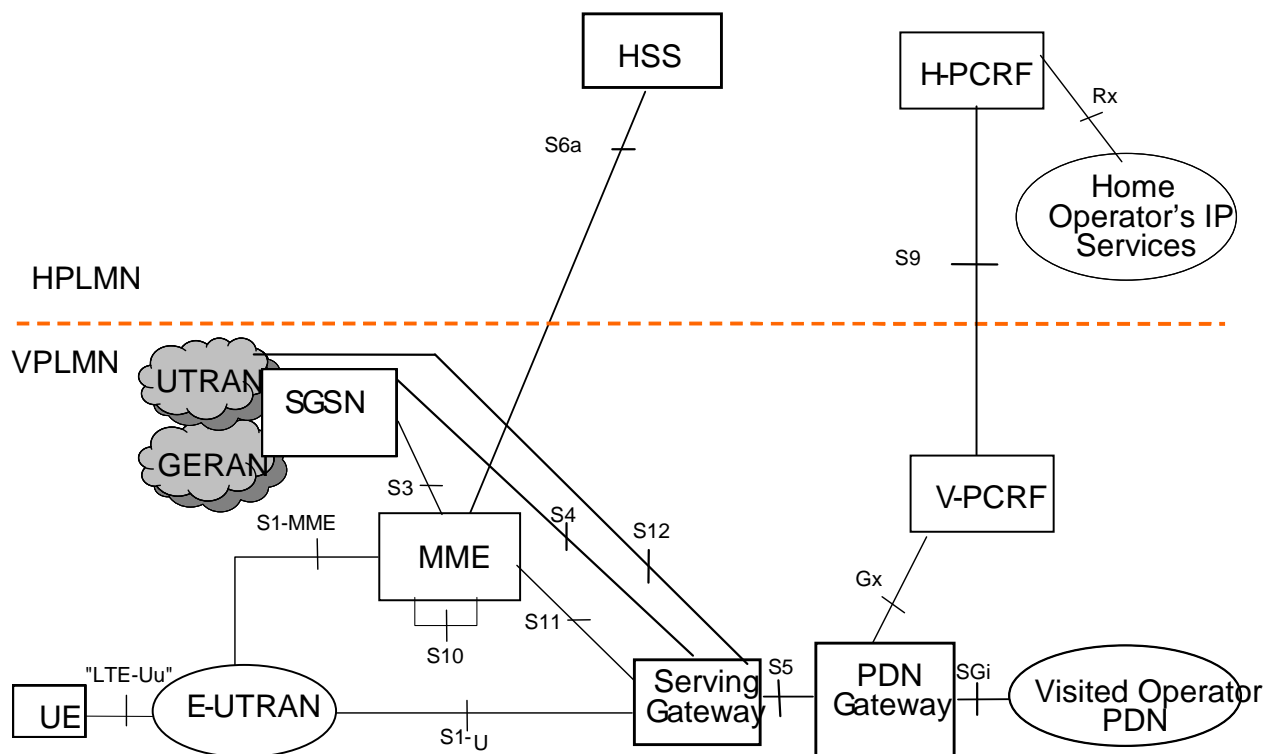 HSS
H-PCRF
Rx
S6a
Home
Operator's IP
Services
S9
HPLMN
VPLMN
UTRAN
SGSN
GERAN
S3
V-PCRF
S1-MME
S4
S12
MME
Gx
S11
S10
"LTE-Uu"
S5
SGi
UE
E-UTRAN
Serving
Gateway
PDN
Gateway
Visited Operator
PDN
S1-U